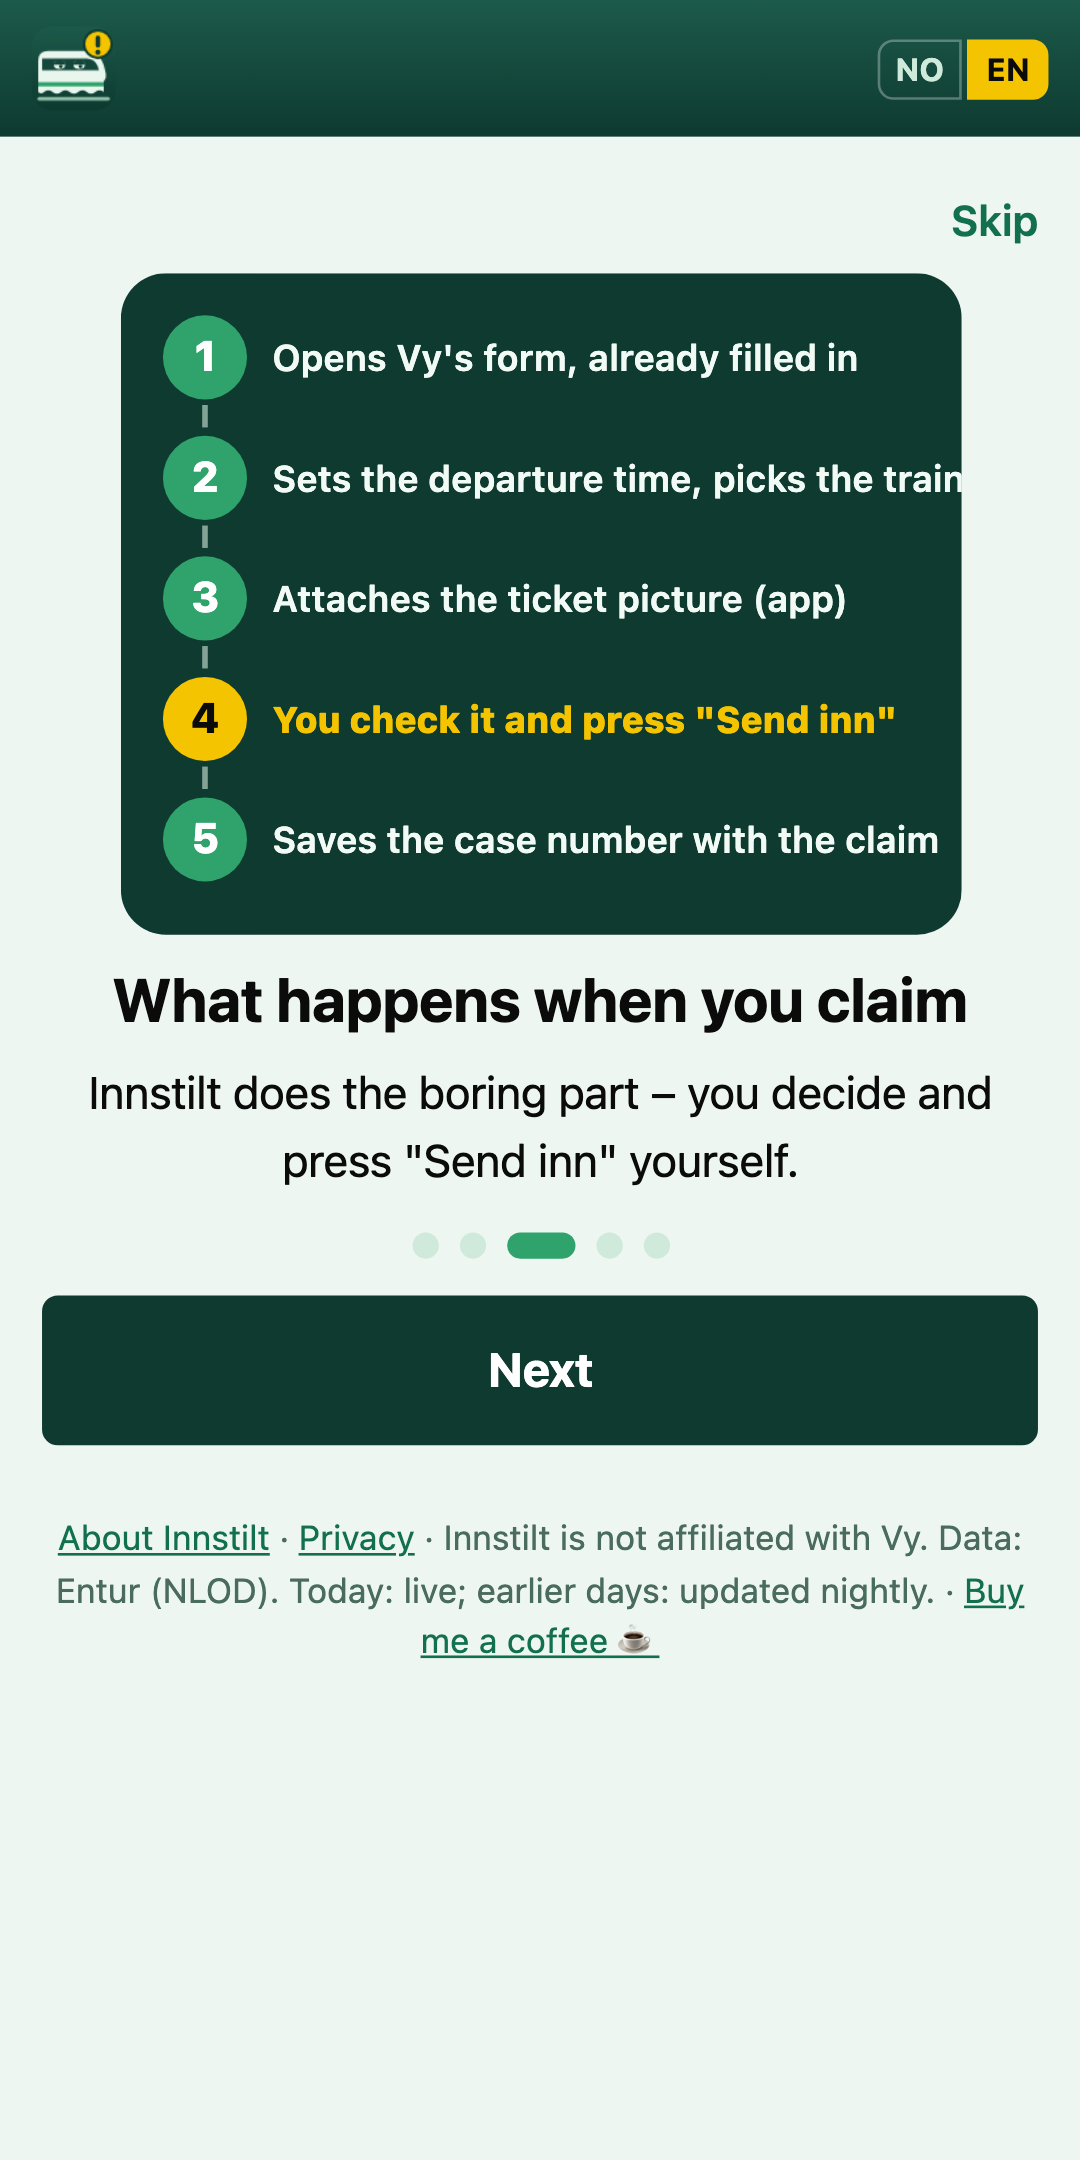 NO EN
Skip
1 Opens Vy's form, already filled in
2 Sets the departure time, picks the train
3 Attaches the ticket picture (app)
4 You check it and press "Send inn"
5 Saves the case number with the claim
What happens when you claim
Innstilt does the boring part – you decide and
press "Send inn" yourself.
Next
About Innstilt · Privacy · Innstilt is not affiliated with Vy. Data:
Entur (NLOD). Today: live; earlier days: updated nightly. · Buy
me a coffee ☕